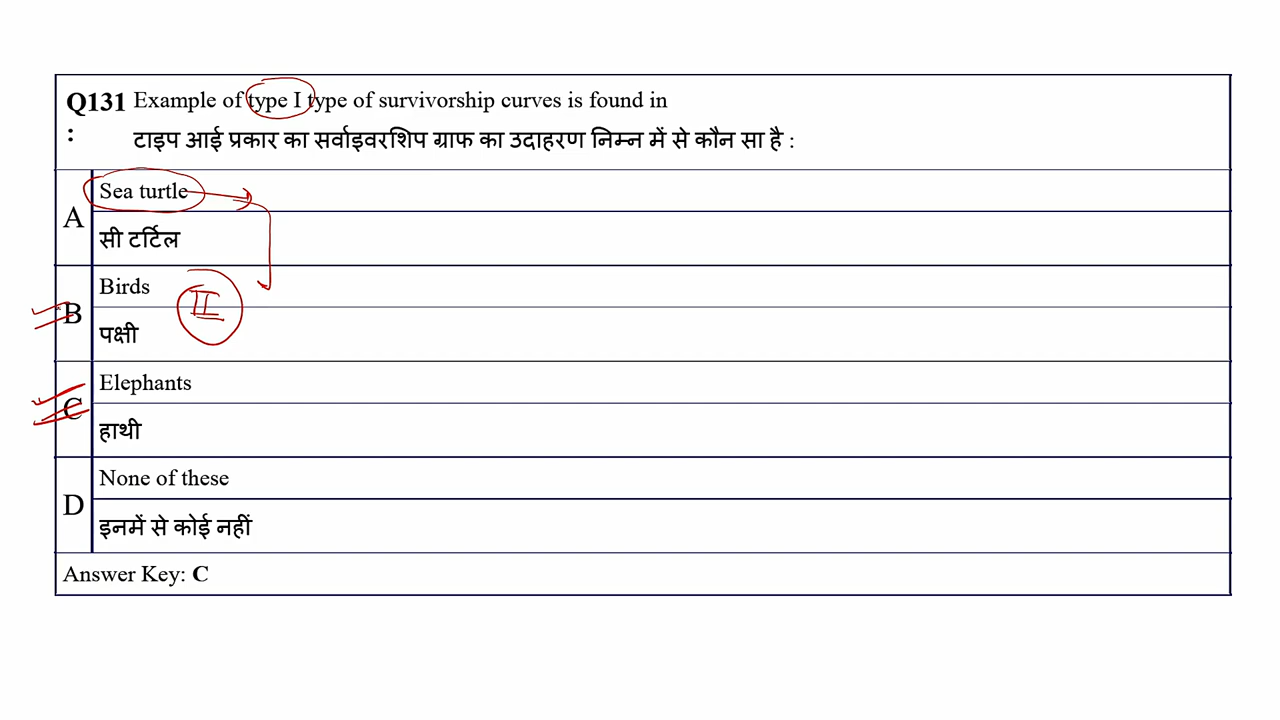 Q131 Example of type I type of survivorship curves is found in
: टाइप आई प्रकार का सर्वाइवरशिप ग्राफ का उदाहरण निम्न में से कौन सा है :
A
Sea turtle
सी टर्टिल
B
Birds
II
पक्षी
C
Elephants
हाथी
D
None of these
इनमें से कोई नहीं
Answer Key: C